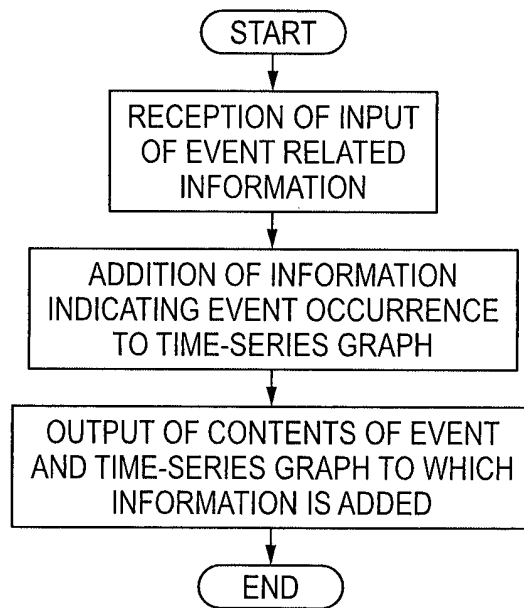 START
RECEPTION OF INPUT
OF EVENT RELATED
INFORMATION
ADDITION OF INFORMATION
INDICATING EVENT OCCURRENCE
TO TIME-SERIES GRAPH
OUTPUT OF CONTENTS OF EVENT
AND TIME-SERIES GRAPH TO WHICH
INFORMATION IS ADDED
END